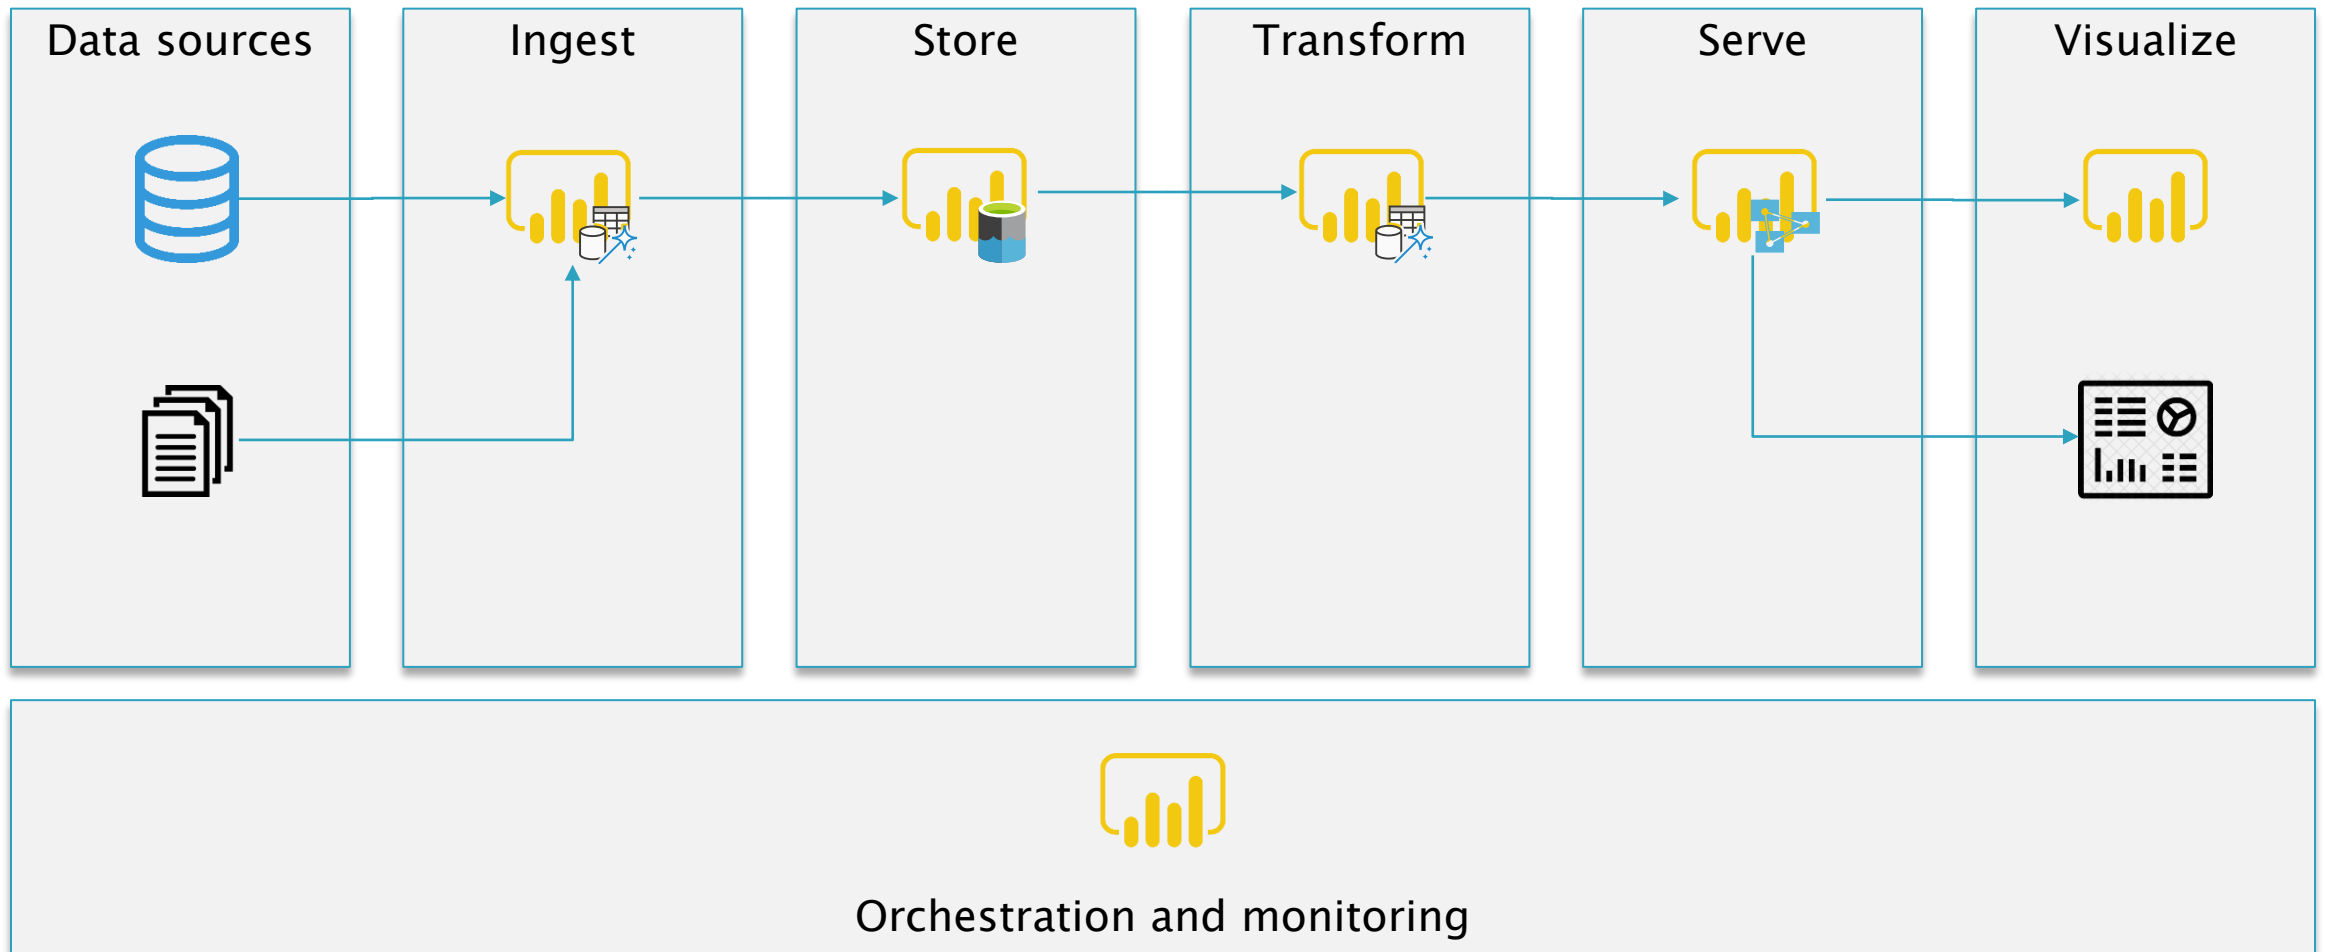 Data sources
Ingest
Store
Transform
Serve
Visualize
Orchestration and monitoring